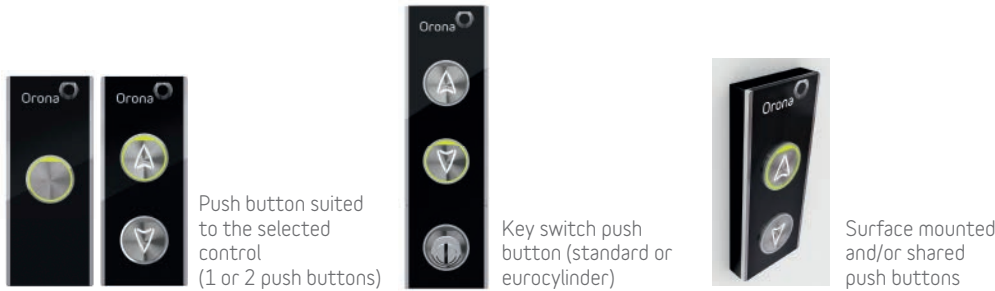 Orona
Orona
Push button suited
to the selected
control
(1 or 2 push buttons)
Orona
Key switch push
button (standard or
eurocylinder)
Orona
Surface mounted
and/or shared
push buttons